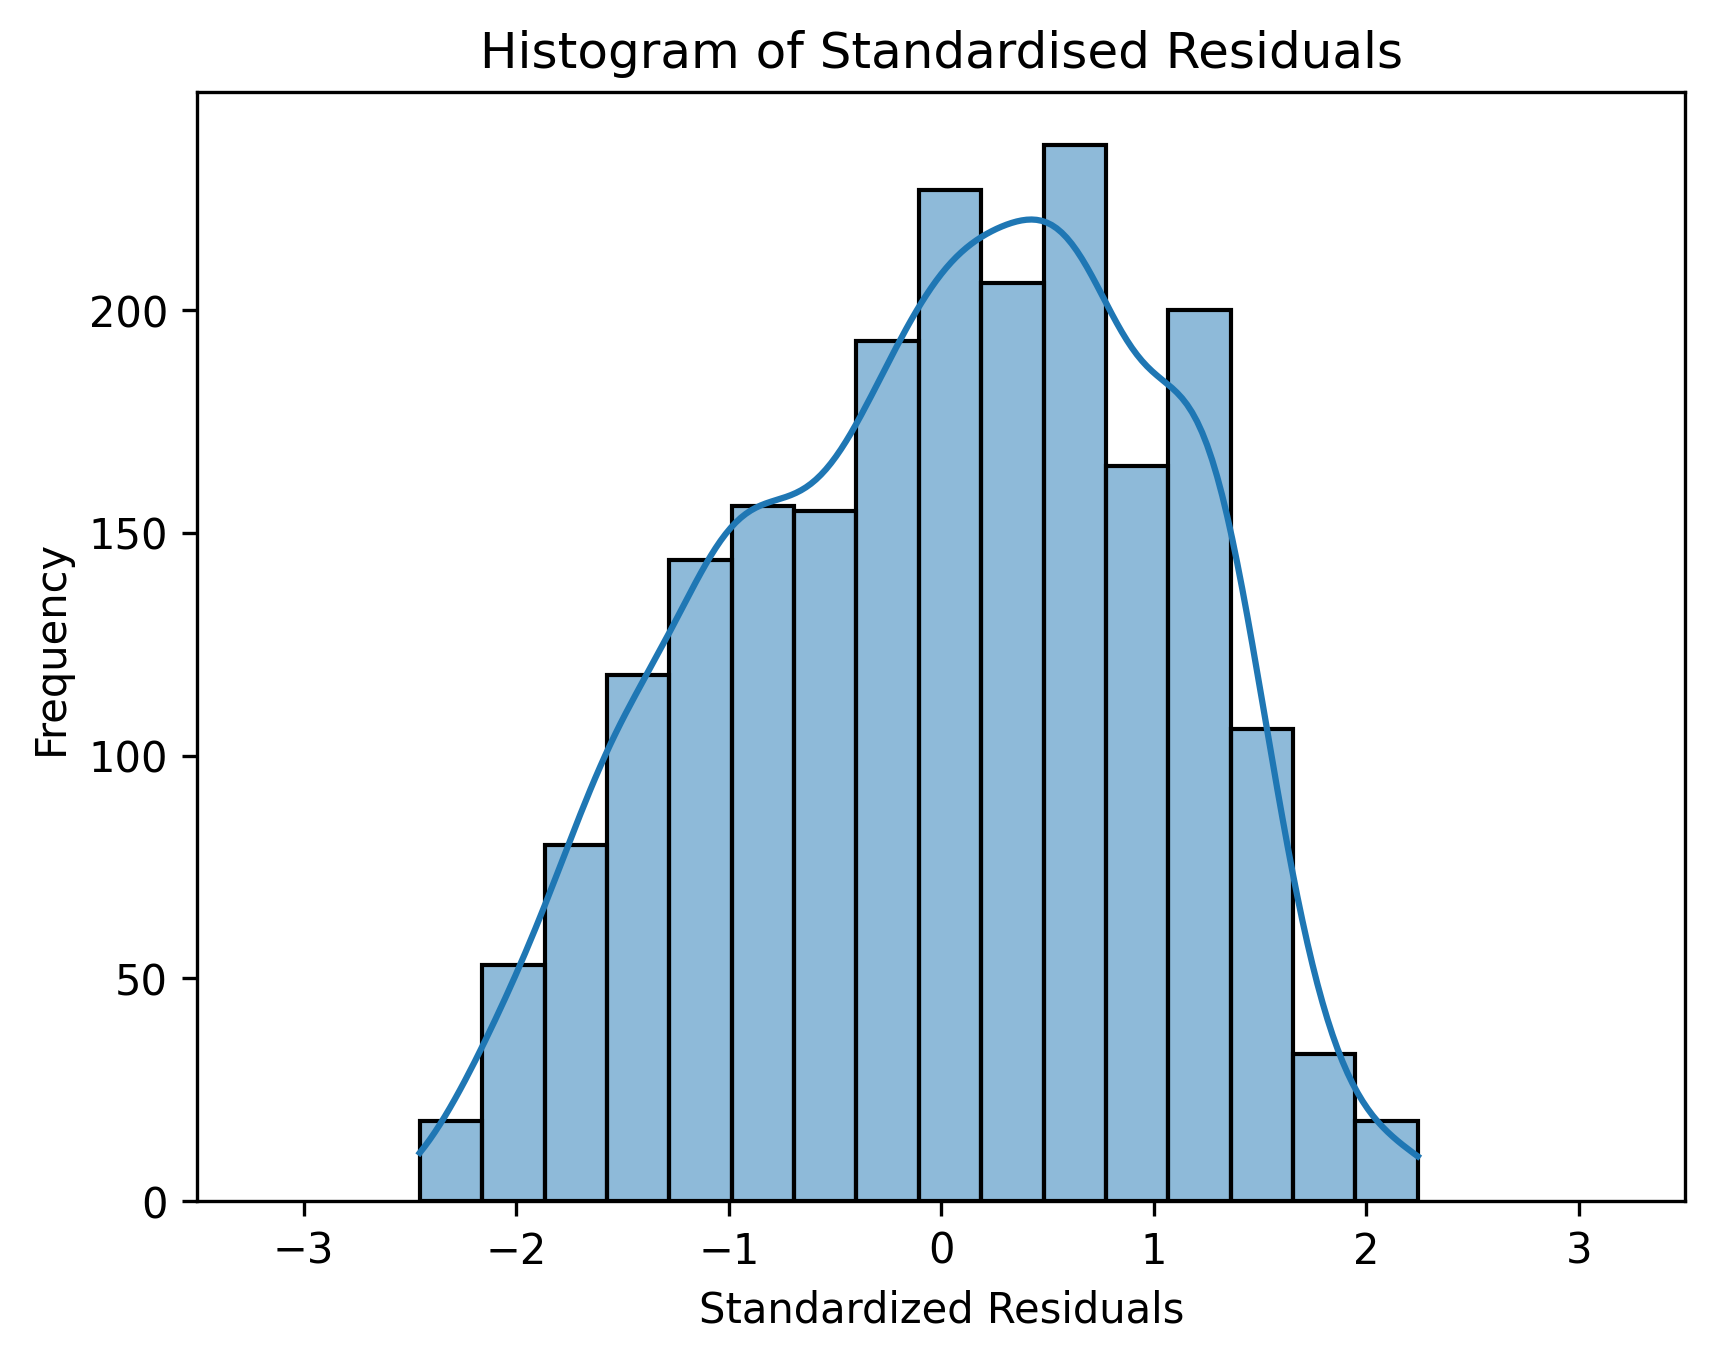 Histogram of Standardised Residuals
Frequency
200
150
100
50
0
−3 −2 −1 0 1 2 3
Standardized Residuals